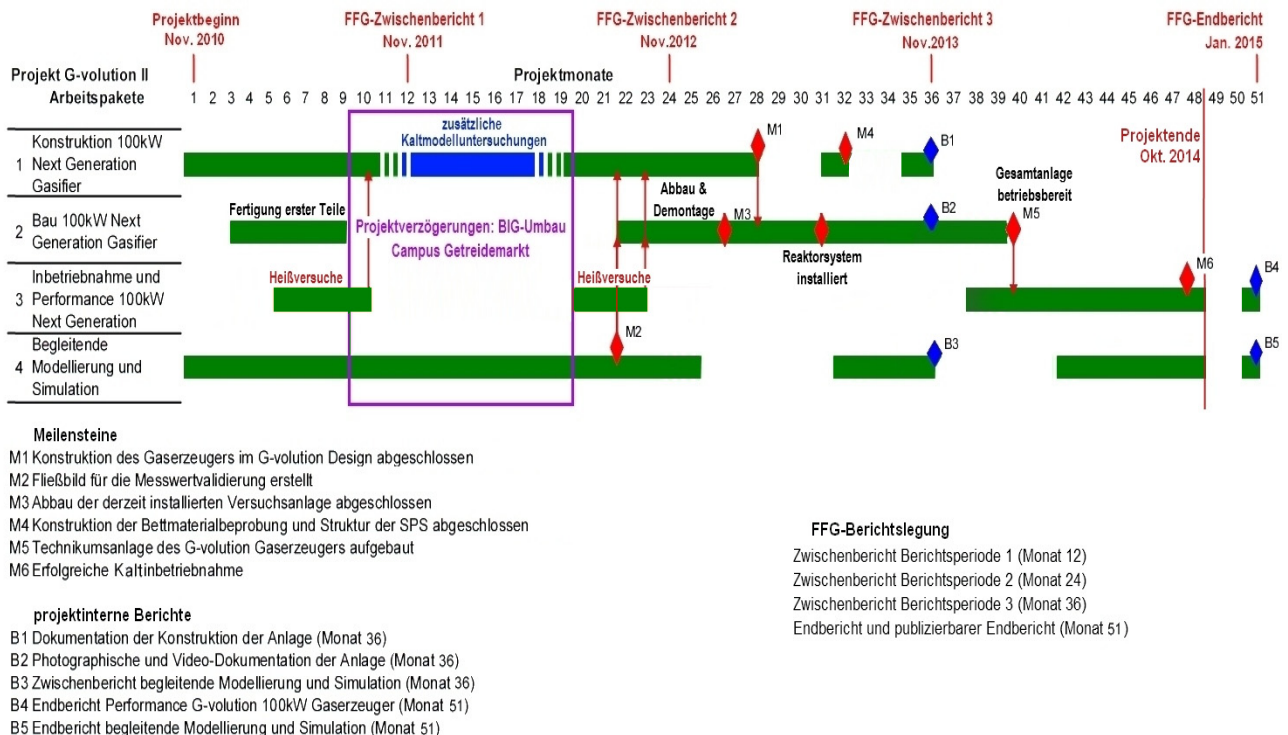 Projektbeginn
Nov. 2010
FFG-Zwischenbericht 1
Nov. 2011
FFG-Zwischenbericht 2
Nov.2012
FFG-Zwischenbericht 3
Nov.2013
FFG-Endbericht
Jan. 2015
Projekt G-volution II
Arbeitspakete
Projektmonate
1 2 3 4 5 6 7 8 9 10 11 12 13 14 15 16 17 18 19 20 21 22 23 24 25 26 27 28 29 30 31 32 33 34 35 36 37 38 39 40 41 42 43 44 45 46 47 48 49 50 51
1 Konstruktion 100kW
Next Generation
Gasifier
zusätzliche
Kaltmodelluntersuchungen
M1
M4
B1
Projektende
Okt. 2014
2 Bau 100kW Next
Generation Gasifier
Fertigung erster Teile
Projektverzögerungen: BIG-Umbau
Campus Getreidemarkt
Abbau &
Demontage
M3
Reaktorsystem
installiert
B2
Gesamtanlage
betriebsbereit
M5
3 Inbetriebnahme und
Performance 100kW
Next Generation
Heißversuche
Heißversuche
M6
B4
4 Begleitende
Modellierung und
Simulation
M2
B3
B5
Meilensteine
M1 Konstruktion des Gaserzeugers im G-volution Design abgeschlossen
M2 Fließbild für die Messwertvalidierung erstellt
M3 Abbau der derzeit installierten Versuchsanlage abgeschlossen
M4 Konstruktion der Bettmaterialbeprobung und Struktur der SPS abgeschlossen
M5 Technikumsanlage des G-volution Gaserzeugers aufgebaut
M6 Erfolgreiche Kaltinbetriebnahme
projektinterne Berichte
B1 Dokumentation der Konstruktion der Anlage (Monat 36)
B2 Photographische und Video-Dokumentation der Anlage (Monat 36)
B3 Zwischenbericht begleitende Modellierung und Simulation (Monat 36)
B4 Endbericht Performance G-volution 100kW Gaserzeuger (Monat 51)
B5 Endbericht begleitende Modellierung und Simulation (Monat 51)
FFG-Berichtslegung
Zwischenbericht Berichtsperiode 1 (Monat 12)
Zwischenbericht Berichtsperiode 2 (Monat 24)
Zwischenbericht Berichtsperiode 3 (Monat 36)
Endbericht und publizierbarer Endbericht (Monat 51)